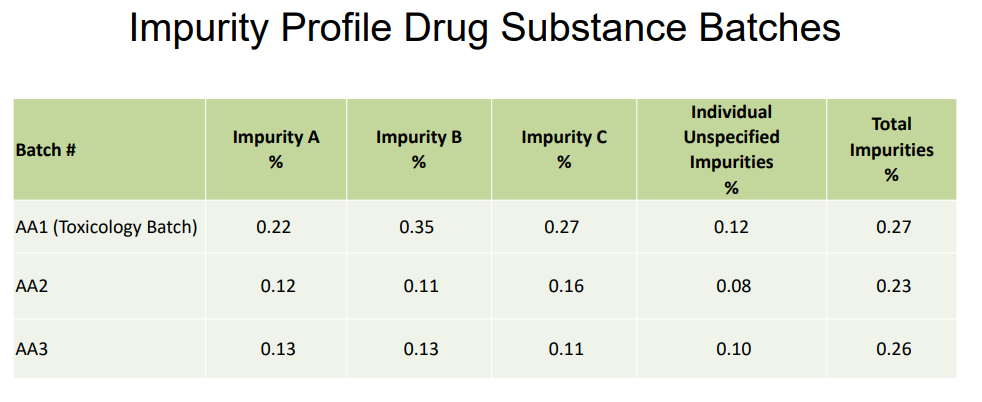 Impurity Profile Drug Substance Batches
Batch #
Impurity A
%
Impurity B
%
Impurity C
%
Individual
Unspecified
Impurities
%
Total
Impurities
%
AA1 (Toxicology Batch) 0.22 0.35 0.27 0.12 0.27
AA2 0.12 0.11 0.16 0.08 0.23
AA3 0.13 0.13 0.11 0.10 0.26